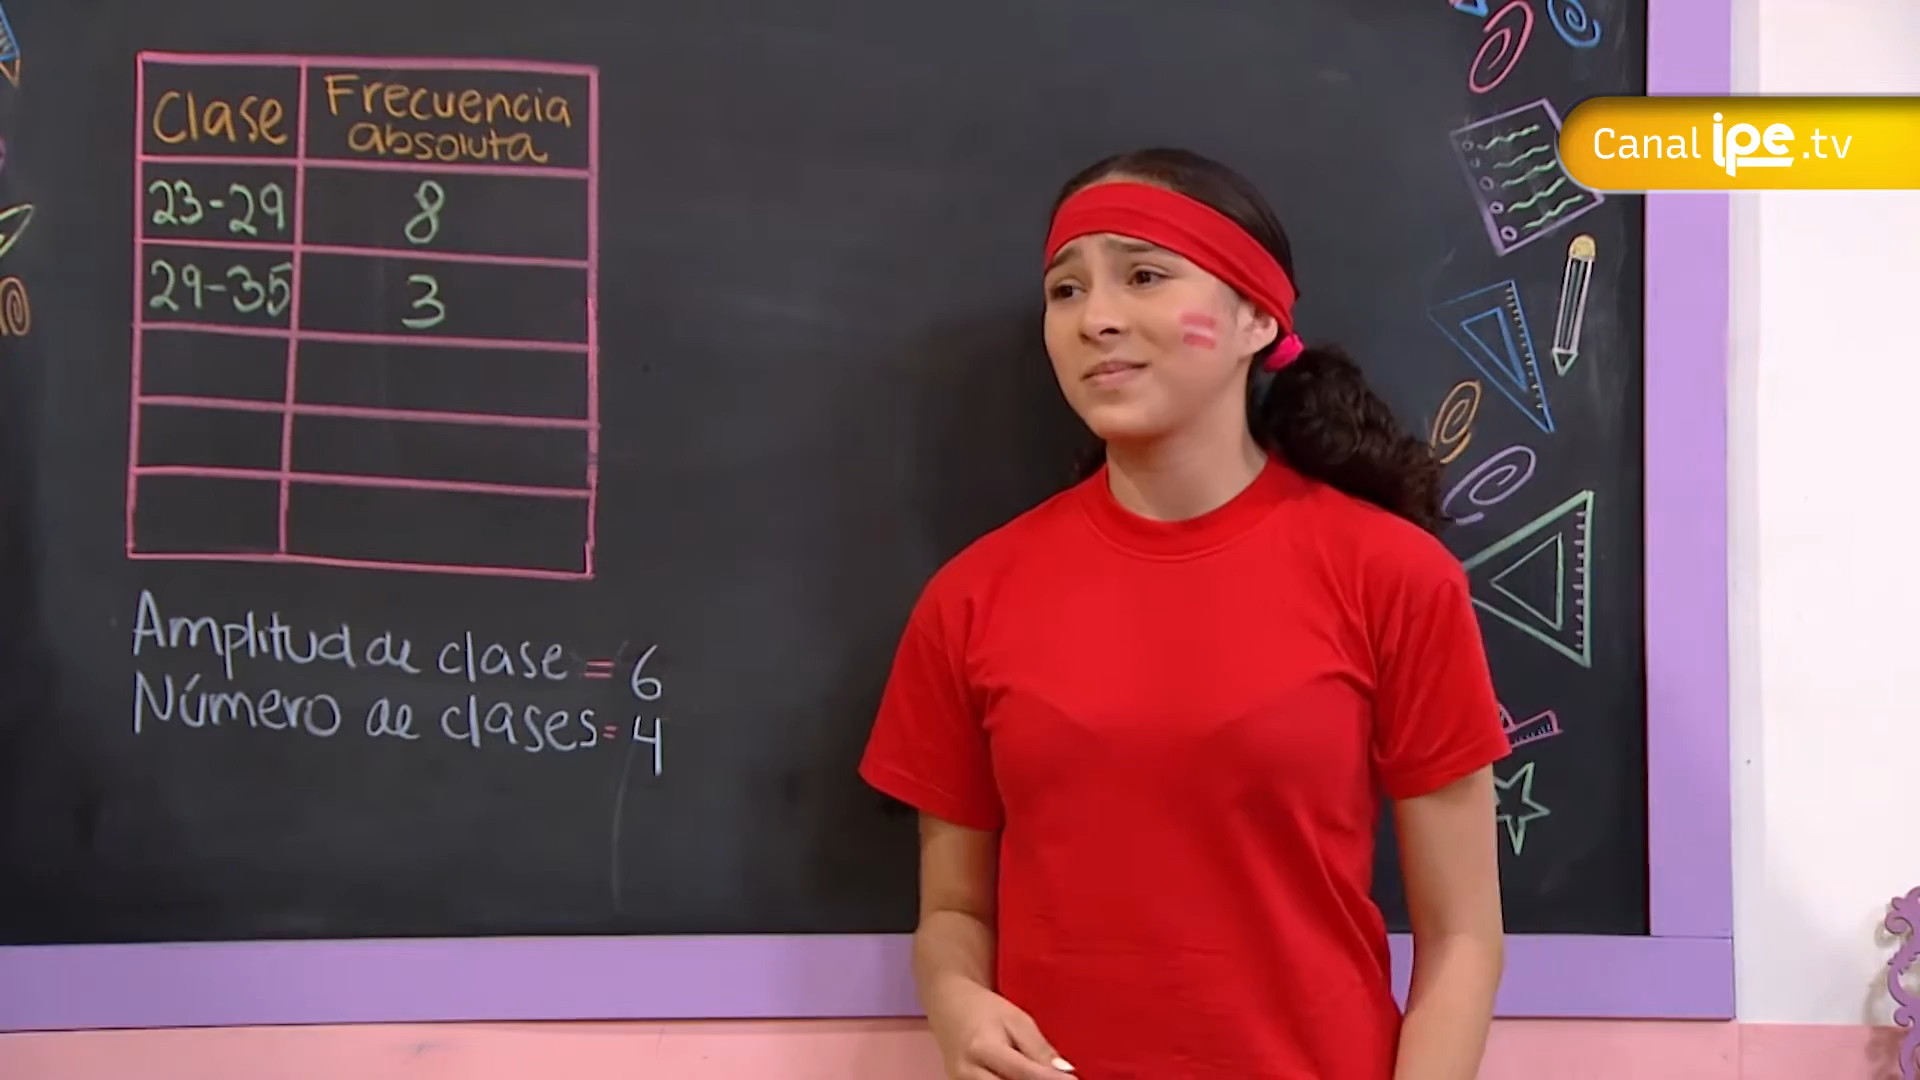 Canal ipe.tv
Clase
Frecuencia
absoluta
23-29
8
29-35
3
Amplitud de clase = 6
Número de clases = 4